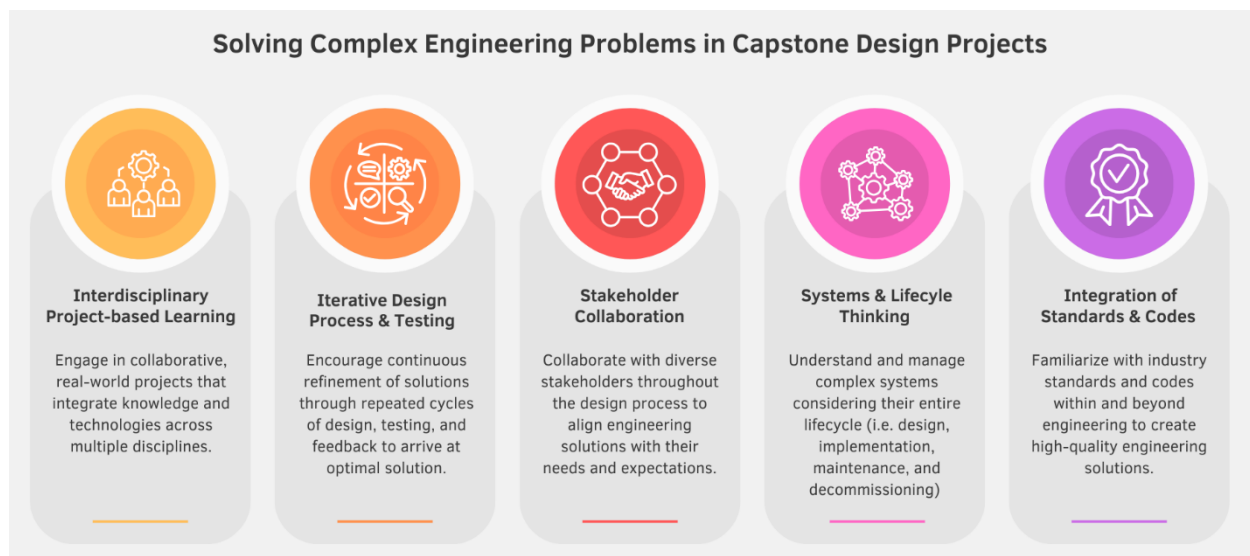 Solving Complex Engineering Problems in Capstone Design Projects
Interdisciplinary
Project-based Learning
Engage in collaborative,
real-world projects that
integrate knowledge and
technologies across
multiple disciplines.
Iterative Design
Process & Testing
Encourage continuous
refinement of solutions
through repeated cycles
of design, testing, and
feedback to arrive at
optimal solution.
Stakeholder
Collaboration
Collaborate with diverse
stakeholders throughout
the design process to
align engineering
solutions with their
needs and expectations.
Systems & Lifecyle
Thinking
Understand and manage
complex systems
considering their entire
lifecycle (i.e. design,
implementation,
maintenance, and
decommissioning)
Integration of
Standards & Codes
Familiarize with industry
standards and codes
within and beyond
engineering to create
high-quality engineering
solutions.